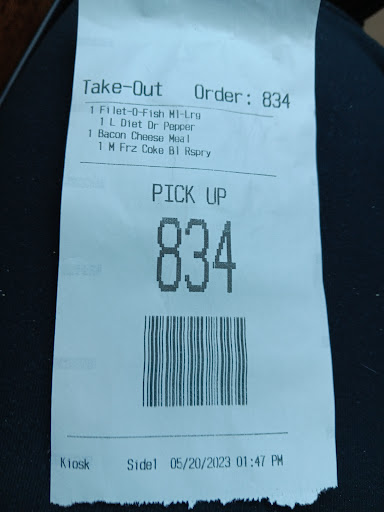 Take-Out Order: 834
1 Filet-O-Fish Ml-Lrg
1 L Diet Dr Pepper
1 Bacon Cheese Meal
1 M Frz Coke Bl Rspry
PICK UP
834
Kiosk Side1 05/20/2023 01:47 PM